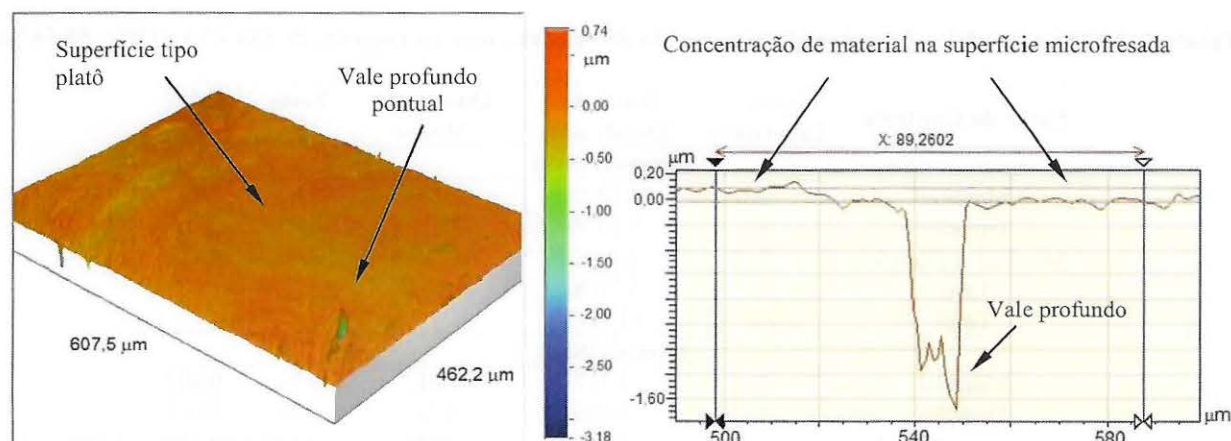 Superfície tipo
platô
Vale profundo
pontual
607,5 μm
462,2 μm
0,74
μm
- 0.00
- -0.50
- -1.00
- -1.50
- -2.00
- -2.50
-3.18
Concentração de material na superfície microfresada
X: 89,2602
μm
0,20
0,00
-1.60
Vale profundo
500
540
580
μm